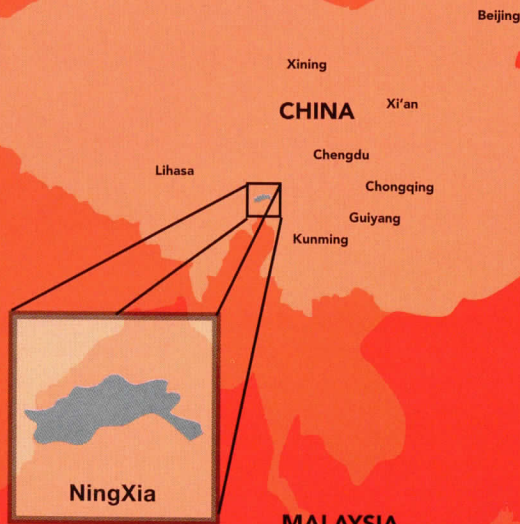 Beijing
Xining
CHINA
Xi'an
Chengdu
Lihasa
Chongqing
Guiyang
Kunming
NingXia
MALAYSIA